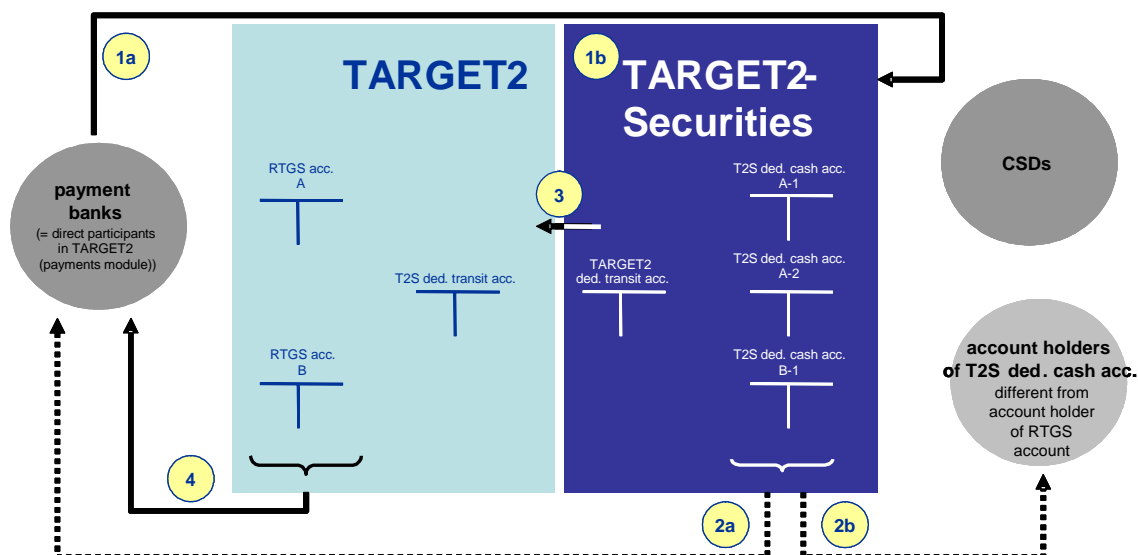 1a
TARGET2
1b
TARGET2-
Securities
payment
banks
(= direct participants
in TARGET2
(payments module))
RTGS acc.
A
3
T2S ded. cash acc.
A-1
CSDs
T2S ded. transit acc.
TARGET2
ded. transit acc.
T2S ded. cash acc.
A-2
RTGS acc.
B
T2S ded. cash acc.
B-1
account holders
of T2S ded. cash acc.
different from
account holder
of RTGS
account
4
2a
2b